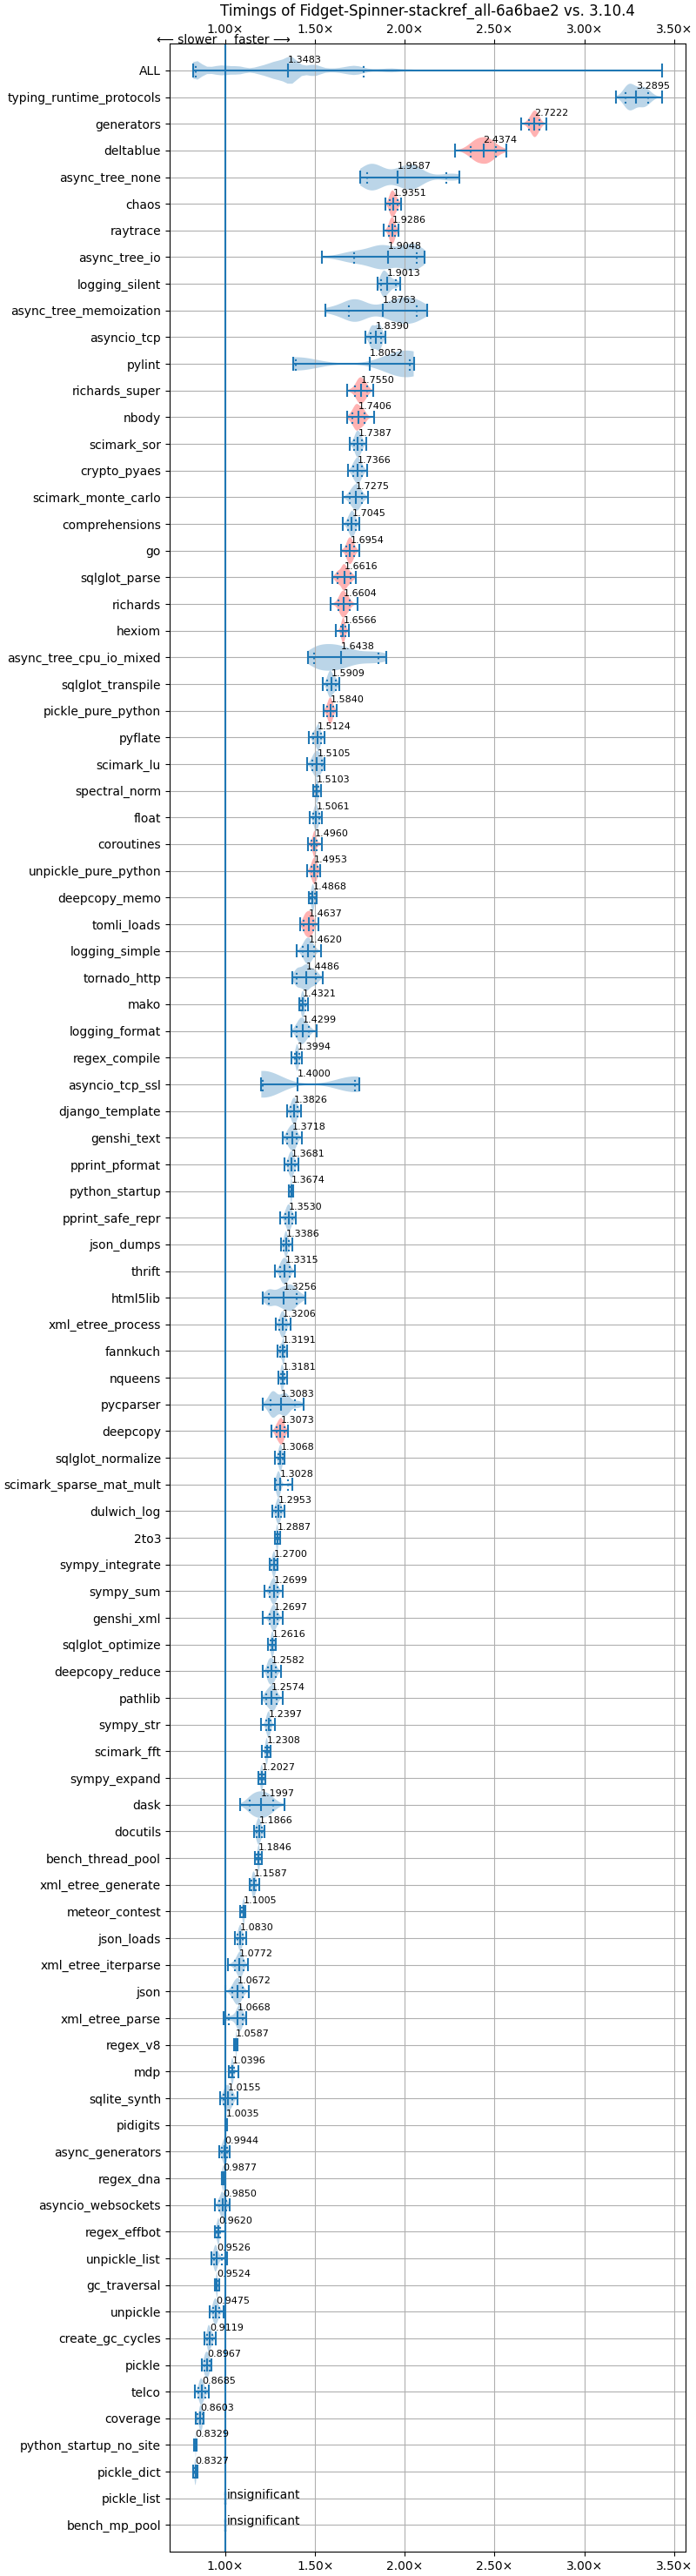 Timings of Fidget-Spinner-stackref_all-6a6bae2 vs. 3.10.4
1.00× 1.50× 2.00× 2.50× 3.00× 3.50×
⟵ slower faster ⟶
ALL 1.3483
typing_runtime_protocols 3.2895
generators 2.7222
deltablue 2.4374
async_tree_none 1.9587
chaos 1.9351
raytrace 1.9286
async_tree_io 1.9048
logging_silent 1.9013
async_tree_memoization 1.8763
asyncio_tcp 1.8390
pylint 1.8052
richards_super 1.7550
nbody 1.7406
scimark_sor 1.7387
crypto_pyaes 1.7366
scimark_monte_carlo 1.7275
comprehensions 1.7045
go 1.6954
sqlglot_parse 1.6616
richards 1.6604
hexiom 1.6566
async_tree_cpu_io_mixed 1.6438
sqlglot_transpile 1.5909
pickle_pure_python 1.5840
pyflate 1.5124
scimark_lu 1.5105
spectral_norm 1.5103
float 1.5061
coroutines 1.4960
unpickle_pure_python 1.4953
deepcopy_memo 1.4868
tomli_loads 1.4637
logging_simple 1.4620
tornado_http 1.4486
mako 1.4321
logging_format 1.4299
regex_compile 1.3994
asyncio_tcp_ssl 1.4000
django_template 1.3826
genshi_text 1.3718
pprint_pformat 1.3681
python_startup 1.3674
pprint_safe_repr 1.3530
json_dumps 1.3386
thrift 1.3315
html5lib 1.3256
xml_etree_process 1.3206
fannkuch 1.3191
nqueens 1.3181
pycparser 1.3083
deepcopy 1.3073
sqlglot_normalize 1.3068
scimark_sparse_mat_mult 1.3028
dulwich_log 1.2953
2to3 1.2887
sympy_integrate 1.2700
sympy_sum 1.2699
genshi_xml 1.2697
sqlglot_optimize 1.2616
deepcopy_reduce 1.2582
pathlib 1.2574
sympy_str 1.2397
scimark_fft 1.2308
sympy_expand 1.2027
dask 1.1997
docutils 1.1866
bench_thread_pool 1.1846
xml_etree_generate 1.1587
meteor_contest 1.1005
json_loads 1.0830
xml_etree_iterparse 1.0772
json 1.0672
xml_etree_parse 1.0668
regex_v8 1.0587
mdp 1.0396
sqlite_synth 1.0155
pidigits 1.0035
async_generators 0.9944
regex_dna 0.9877
asyncio_websockets 0.9850
regex_effbot 0.9620
unpickle_list 0.9526
gc_traversal 0.9524
unpickle 0.9475
create_gc_cycles 0.9119
pickle 0.8967
telco 0.8685
coverage 0.8603
python_startup_no_site 0.8329
pickle_dict 0.8327
pickle_list insignificant
bench_mp_pool insignificant
1.00× 1.50× 2.00× 2.50× 3.00× 3.50×